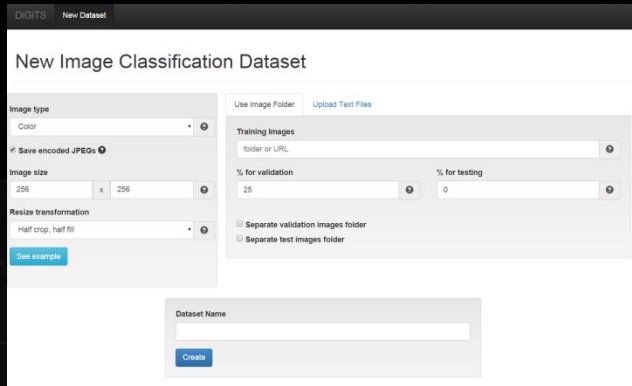 DIGITS New Dataset
New Image Classification Dataset
Image type
Color
Save encoded JPEGs
Image size
256 x 256
Resize transformation
Half crop, half fill
See example
Use Image Folder Upload Text Files
Training Images
folder or URL
% for validation % for testing
25 0
Separate validation images folder
Separate test images folder
Dataset Name
Create